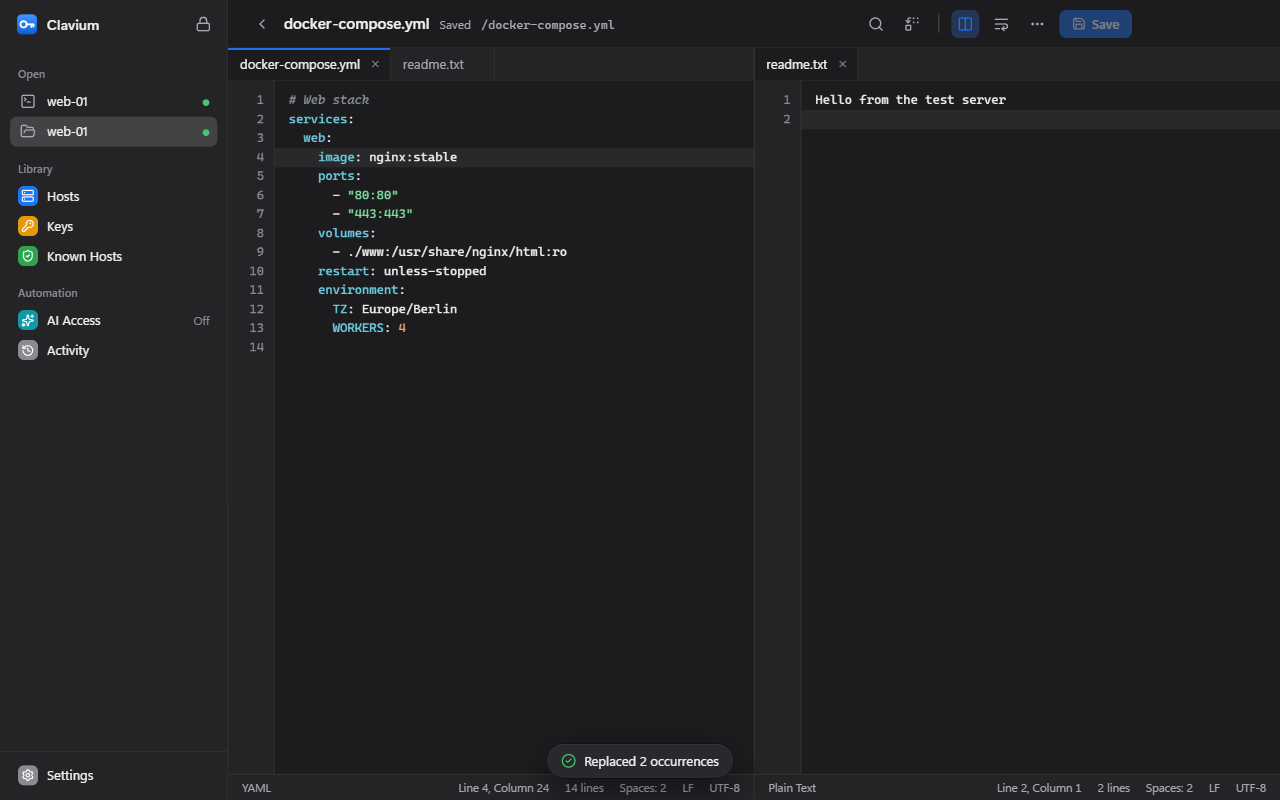 Clavium
Open
web-01
web-01
Library
Hosts
Keys
Known Hosts
Automation
AI Access Off
Activity
Settings
docker-compose.yml Saved /docker-compose.yml
Save
docker-compose.yml × readme.txt
1 # Web stack
2 services:
3   web:
4     image: nginx:stable
5     ports:
6       - "80:80"
7       - "443:443"
8     volumes:
9       - ./www:/usr/share/nginx/html:ro
10     restart: unless-stopped
11     environment:
12       TZ: Europe/Berlin
13       WORKERS: 4
14
readme.txt ×
1 Hello from the test server
2
Replaced 2 occurrences
YAML Line 4, Column 24 14 lines Spaces: 2 LF UTF-8
Plain Text Line 2, Column 1 2 lines Spaces: 2 LF UTF-8